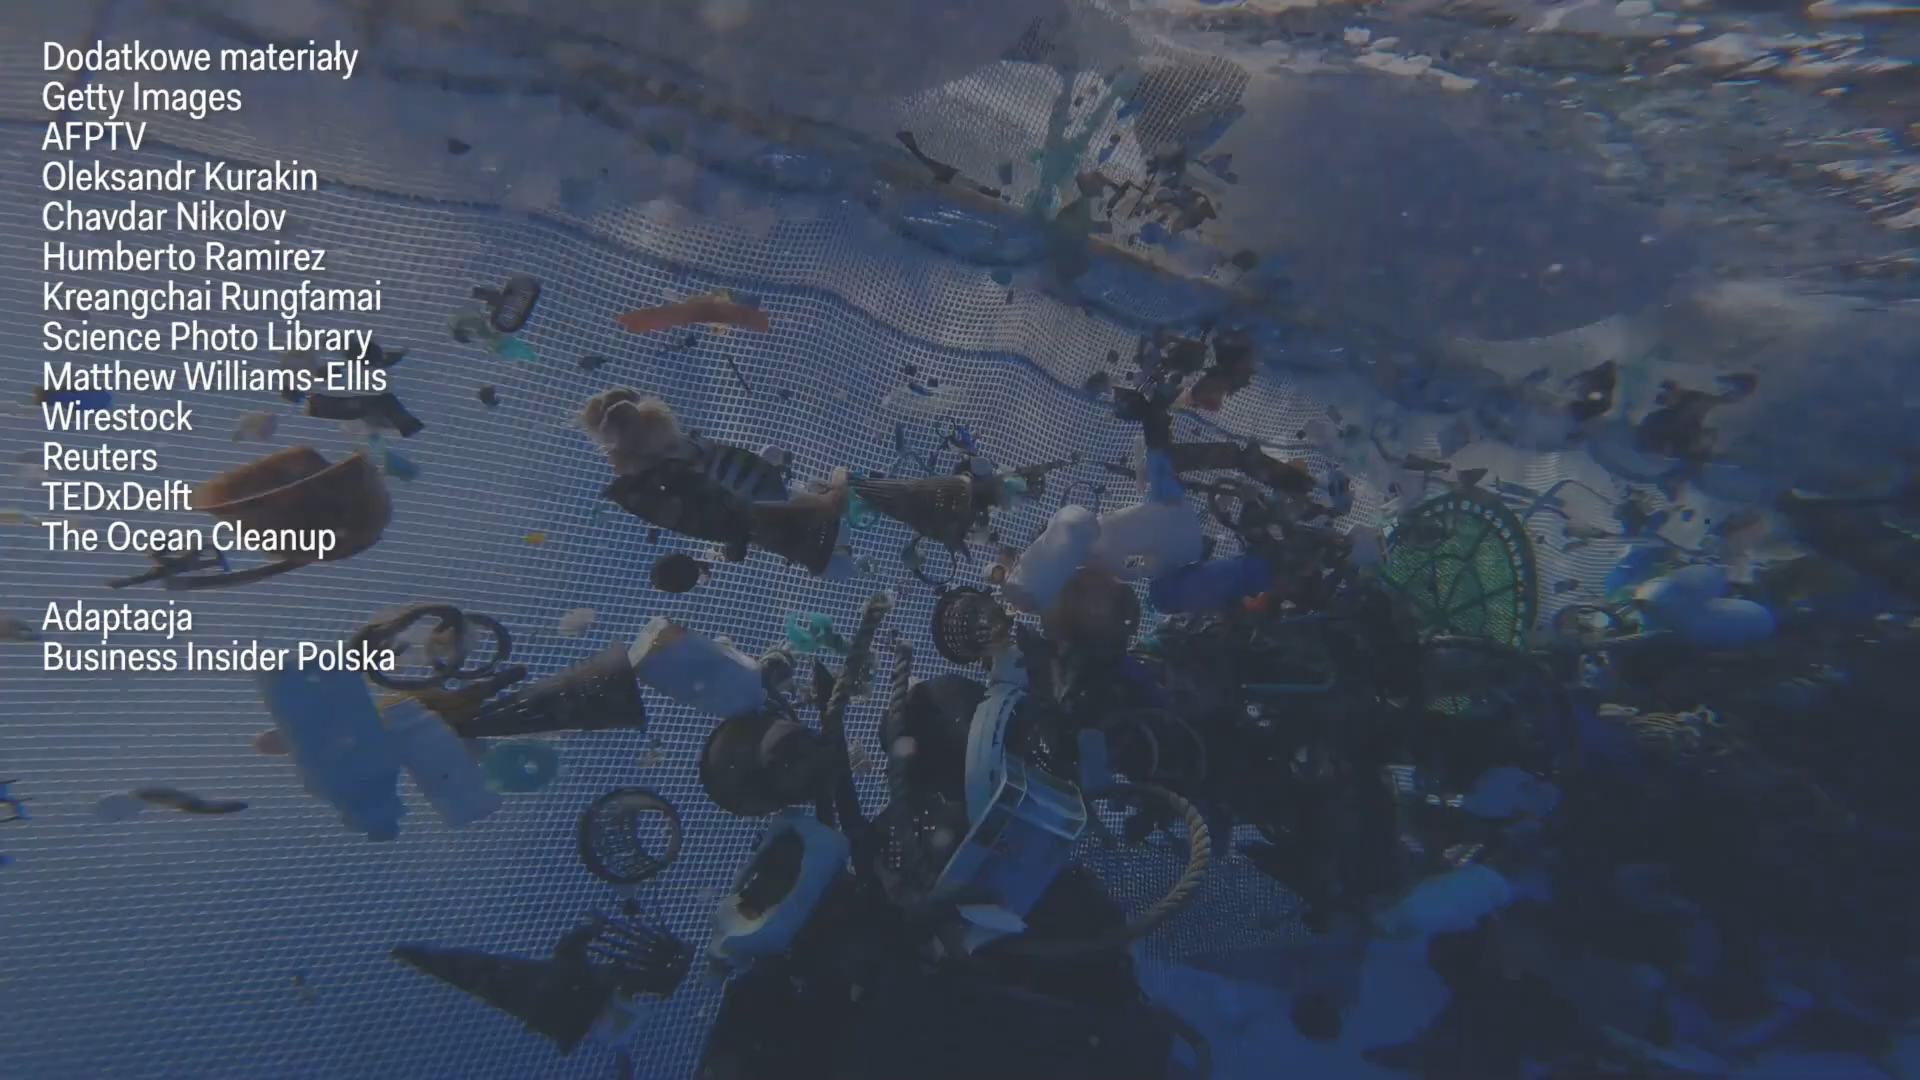 Dodatkowe materiały
Getty Images
AFPTV
Oleksandr Kurakin
Chavdar Nikolov
Humberto Ramirez
Kreangchai Rungfamai
Science Photo Library
Matthew Williams-Ellis
Wirestock
Reuters
TEDxDelft
The Ocean Cleanup
Adaptacja
Business Insider Polska